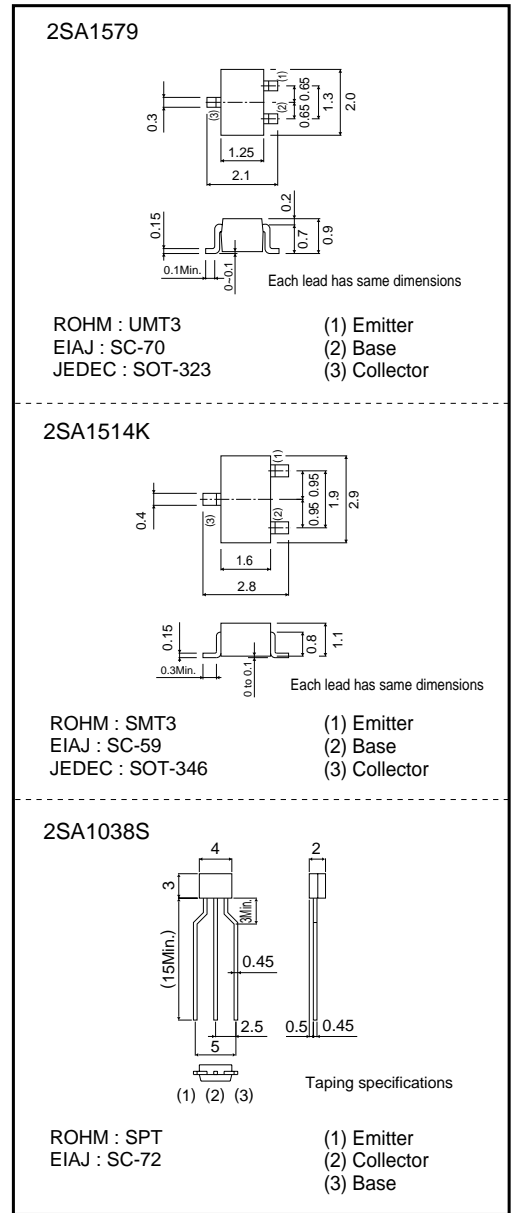 2SA1579
0.3
(3)
(1)
(2)
0.65 0.65
1.3
2.0
1.25
2.1
0.15
0.1Min.
0~0.1
0.2
0.7
0.9
Each lead has same dimensions
ROHM : UMT3
EIAJ : SC-70
JEDEC : SOT-323
(1) Emitter
(2) Base
(3) Collector
2SA1514K
0.4
(3)
(1)
(2)
0.95 0.95
1.9
2.9
1.6
2.8
0.15
0.3Min.
0 to 0.1
0.8
1.1
Each lead has same dimensions
ROHM : SMT3
EIAJ : SC-59
JEDEC : SOT-346
(1) Emitter
(2) Base
(3) Collector
2SA1038S
4
2
3
(15Min.)
3Min.
0.45
2.5
5
0.5
0.45
(1) (2) (3)
Taping specifications
ROHM : SPT
EIAJ : SC-72
(1) Emitter
(2) Collector
(3) Base